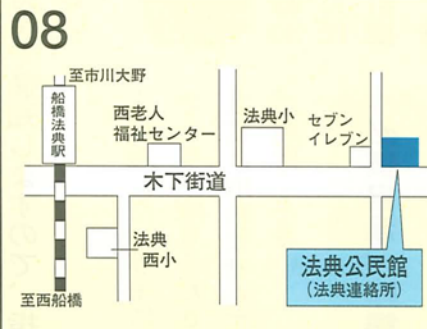 08
至市川大野
船橋法典駅
西老人
福祉センター
法典小
セブン
イレブン
木下街道
法典
西小
法典公民館
(法典連絡所)
至西船橋